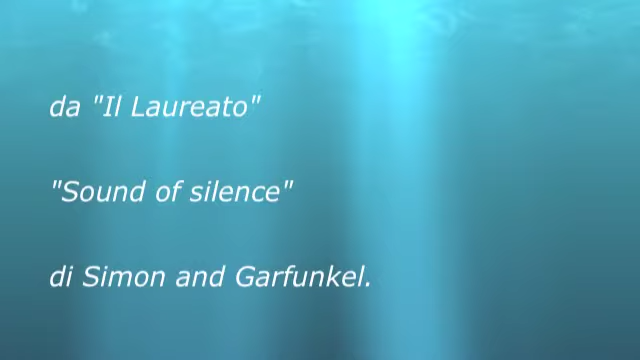 da "Il Laureato"
"Sound of silence"
di Simon and Garfunkel.